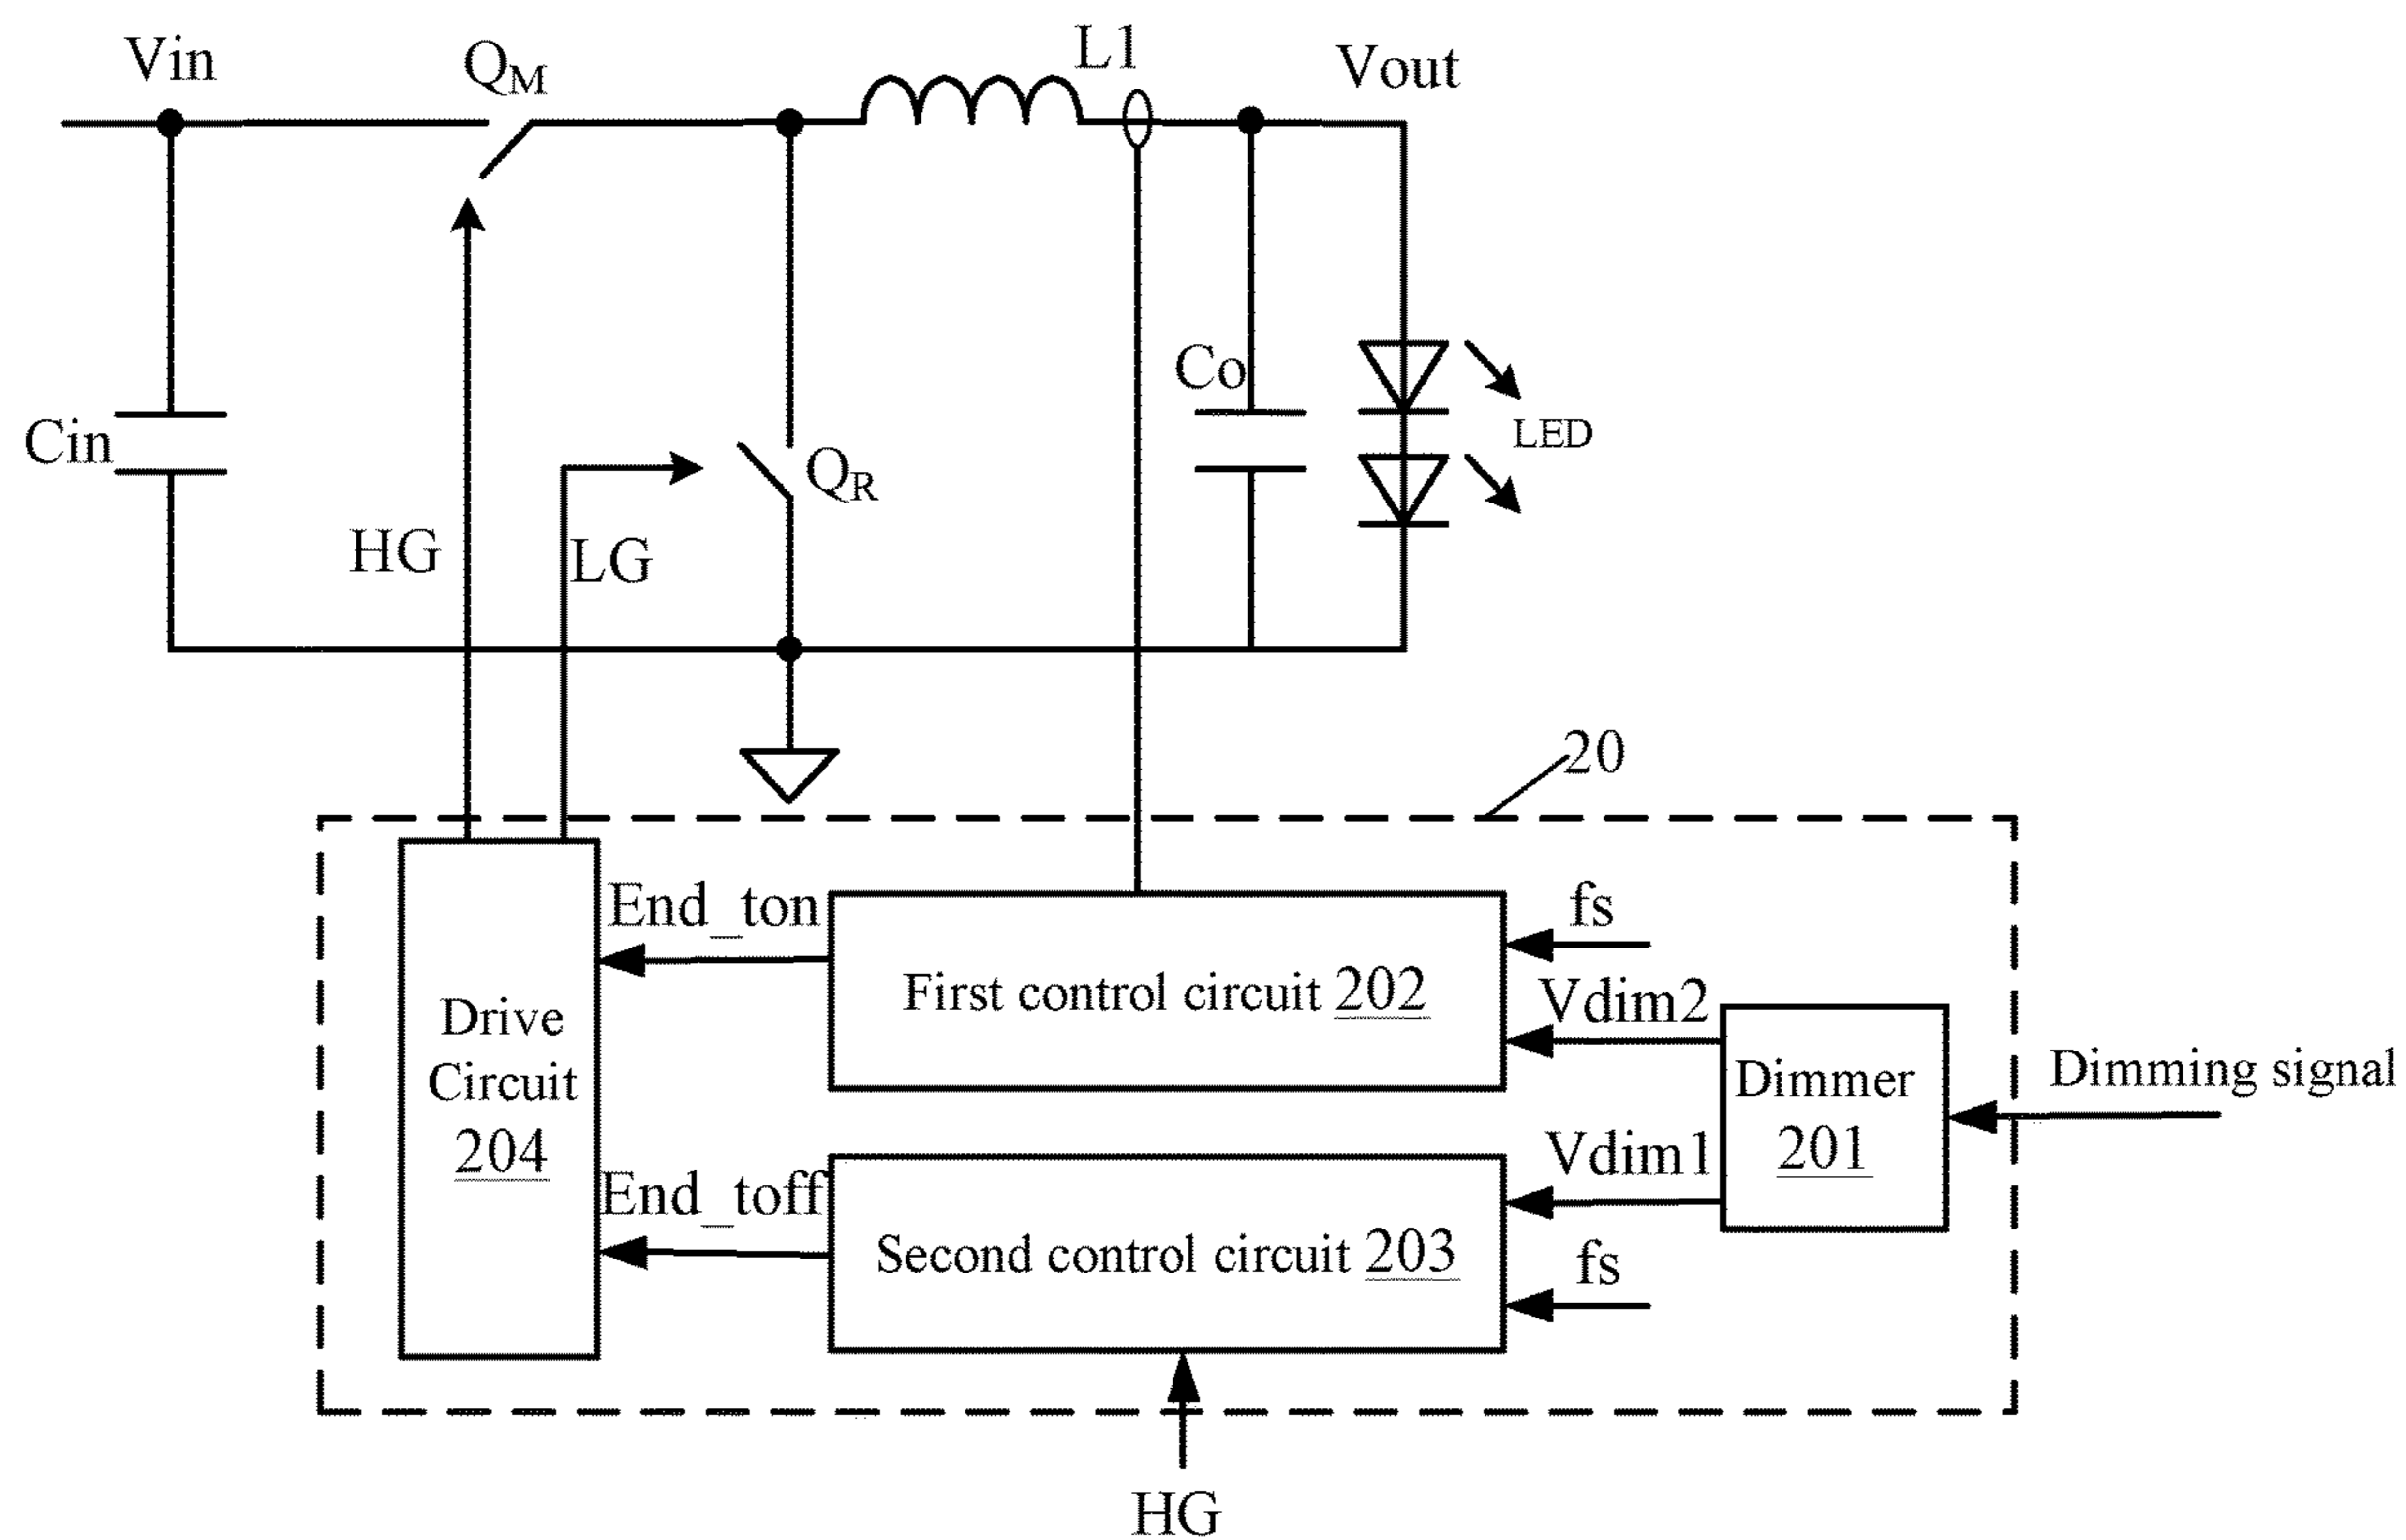 Vin
QM
L1
Vout
Cin
Co
LED
QR
HG
LG
20
End_ton
fs
First control circuit 202
Vdim2
Drive
Circuit
204
Dimmer
201
Dimming signal
Vdim1
End_toff
Second control circuit 203
fs
HG